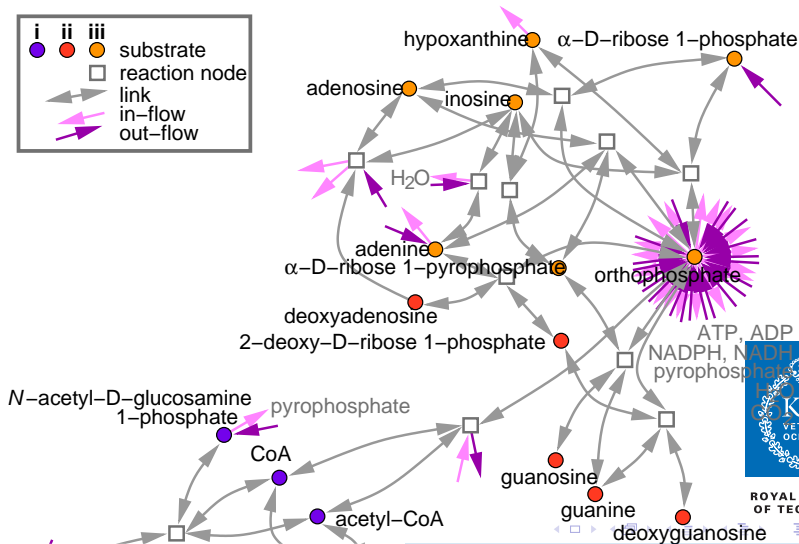 i ii iii
substrate
reaction node
link
in−flow
out−flow
hypoxanthine
α−D−ribose 1−phosphate
adenosine
inosine
H2O
adenine
α−D−ribose 1−pyrophosphate
orthophosphate
deoxyadenosine
2−deoxy−D−ribose 1−phosphate
ATP, ADP
NADPH, NADH
pyrophosphate
N−acetyl−D−glucosamine
1−phosphate
pyrophosphate
CoA
acetyl−CoA
guanosine
guanine
deoxyguanosine
K
VET
OC
ROYAL
OF TEC